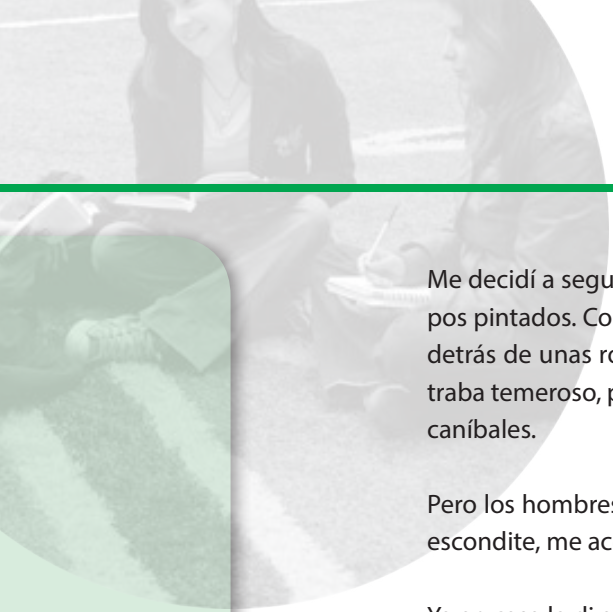 Me decidí a segu
pos pintados. Co
detrás de unas ro
traba temeroso, p
caníbales.
Pero los hombres
escondite, me ac